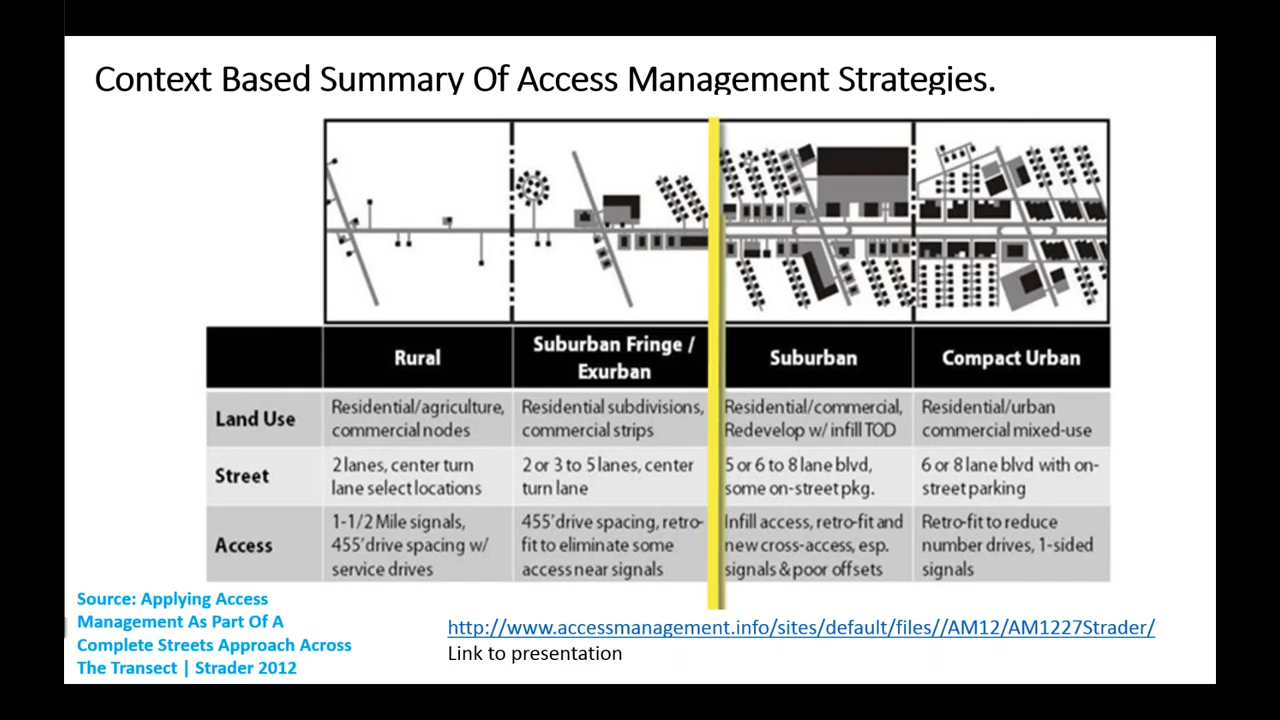 Context Based Summary Of Access Management Strategies.
Rural
Suburban Fringe /
Exurban
Suburban
Compact Urban
Land Use
Residential/agriculture,
commercial nodes
Residential subdivisions,
commercial strips
Residential/commercial,
Redevelop w/ infill TOD
Residential/urban
commercial mixed-use
Street
2 lanes, center turn
lane select locations
2 or 3 to 5 lanes, center
turn lane
5 or 6 to 8 lane blvd,
some on-street pkg.
6 or 8 lane blvd with on-
street parking
Access
1-1/2 Mile signals,
455' drive spacing w/
service drives
455' drive spacing, retro-
fit to eliminate some
access near signals
Infill access, retro-fit and
new cross-access, esp.
signals & poor offsets
Retro-fit to reduce
number drives, 1-sided
signals
Source: Applying Access
Management As Part Of A
Complete Streets Approach Across
The Transect | Strader 2012
http://www.accessmanagement.info/sites/default/files//AM12/AM1227Strader/
Link to presentation